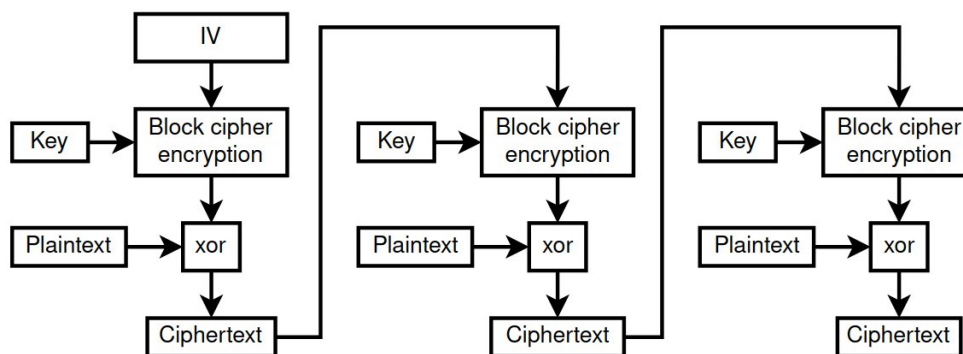 IV
Key
Block cipher
encryption
Key
Block cipher
encryption
Key
Block cipher
encryption
Plaintext
xor
Plaintext
xor
Plaintext
xor
Ciphertext
Ciphertext
Ciphertext